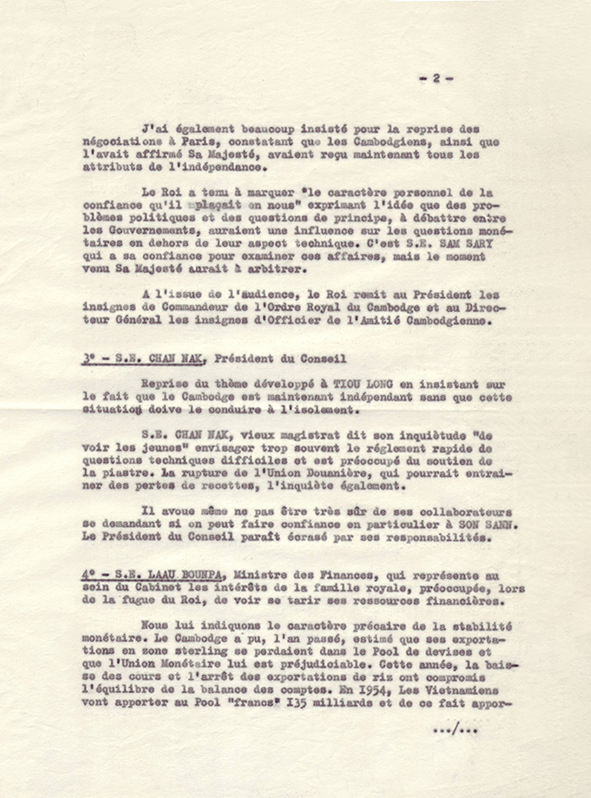 - 2 -
J'ai également beaucoup insisté pour la reprise des
négociations à Paris, constatant que les Cambodgiens, ainsi que
l'avait affirmé Sa Majesté, avaient reçu maintenant tous les
attributs de l'indépendance.
Le Roi a tenu à marquer "le caractère personnel de la
confiance qu'il plaçait en nous" exprimant l'idée que des pro-
blèmes politiques et des questions de principe, à débattre entre
les Gouvernements, auraient une influence sur les questions moné-
taires en dehors de leur aspect technique. C'est S.E. SAM SARY
qui a sa confiance pour examiner ces affaires, mais le moment
venu Sa Majesté aurait à arbitrer.
A l'issue de l'audience, le Roi remit au Président les
insignes de Commandeur de l'Ordre Royal du Cambodge et au Direc-
teur Général les insignes d'Officier de l'Amitié Cambodgienne.
3° - S.E. CHAN NAK, Président du Conseil
Reprise du thème développé à TIOU LONG en insistant sur
le fait que le Cambodge est maintenant indépendant sans que cette
situation doive le conduire à l'isolement.
S.E. CHAN NAK, vieux magistrat dit son inquiètude "de
voir les jeunes" envisager trop souvent le réglement rapide de
questions techniques difficiles et est préoccupé du soutien de
la piastre. La rupture de l'Union Douanière, qui pourrait entrai-
ner des pertes de recettes, l'inquiète également.
Il avoue même ne pas être très sûr de ses collaborateurs
se demandant si on peut faire confiance en particulier à SON SANN.
Le Président du Conseil paraît écrasé par ses responsabilités.
4° - S.E. LAAU BOUNPA, Ministre des Finances, qui représente au
sein du Cabinet les intérêts de la famille royale, préoccupée, lors
de la fugue du Roi, de voir se tarir ses ressources financières.
Nous lui indiquons le caractère précaire de la stabilité
monétaire. Le Cambodge a pu, l'an passé, estimé que ses exporta-
tions en zone sterling se perdaient dans le Pool de devises et
que l'Union Monétaire lui est préjudiciable. Cette année, la bais-
se des cours et l'arrêt des exportations de riz ont compromis
l'équilibre de la balance des comptes. En 1954, Les Vietnamiens
vont apporter au Pool "francs" I35 milliards et de ce fait appor-
.../...